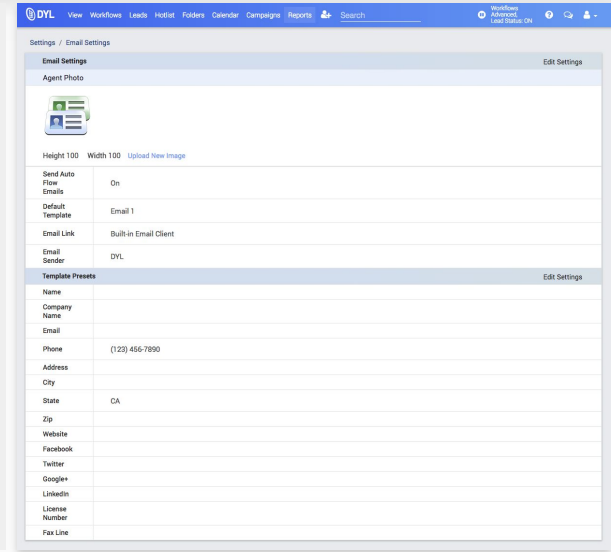 DYL View Workflows Leads Hotlist Folders Calendar Campaigns Reports Search
Workflows
Advanced,
Lead Status: ON
Settings / Email Settings
Email Settings Edit Settings
Agent Photo
Height 100 Width 100 Upload New Image
Send Auto
Flow
Emails
On
Default
Template
Email 1
Email Link Built-in Email Client
Email
Sender
DYL
Template Presets Edit Settings
Name
Company
Name
Email
Phone (123) 456-7890
Address
City
State CA
Zip
Website
Facebook
Twitter
Google+
LinkedIn
License
Number
Fax Line